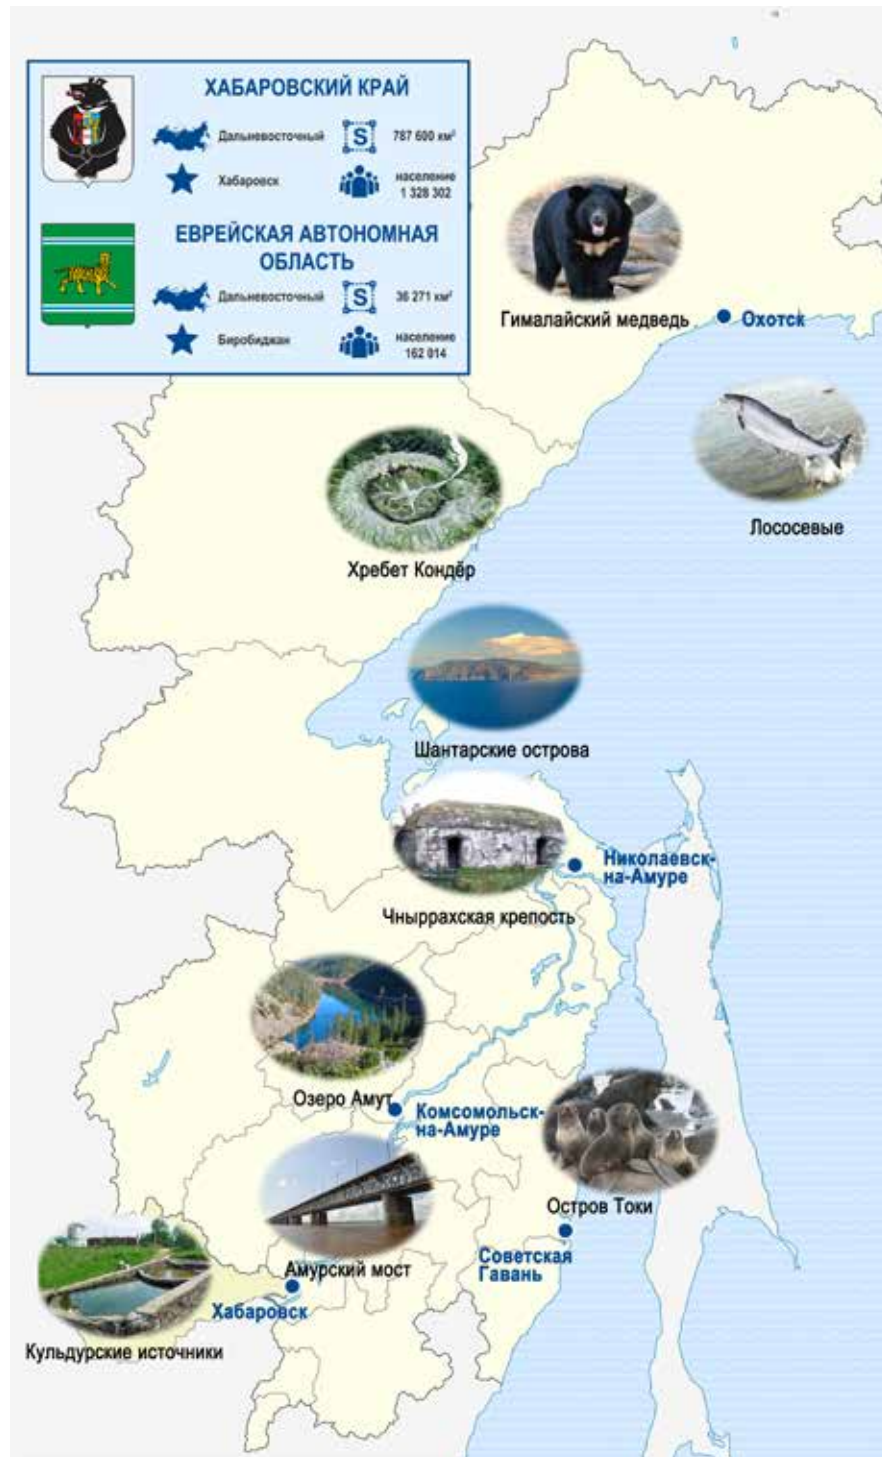 ХАБАРОВСКИЙ КРАЙ
Дальневосточный
S
787 600 км²
Хабаровск
население
1 328 302
ЕВРЕЙСКАЯ АВТОНОМНАЯ
ОБЛАСТЬ
Дальневосточный
S
36 271 км²
Биробиджан
население
162 014
Гималайский медведь
Охотск
Лососевые
Хребет Кондёр
Шантарские острова
Николаевск-
на-Амуре
Чныррахская крепость
Озеро Амут
Комсомольск-
на-Амуре
Остров Токи
Советская
Гавань
Амурский мост
Хабаровск
Кульдурские источники